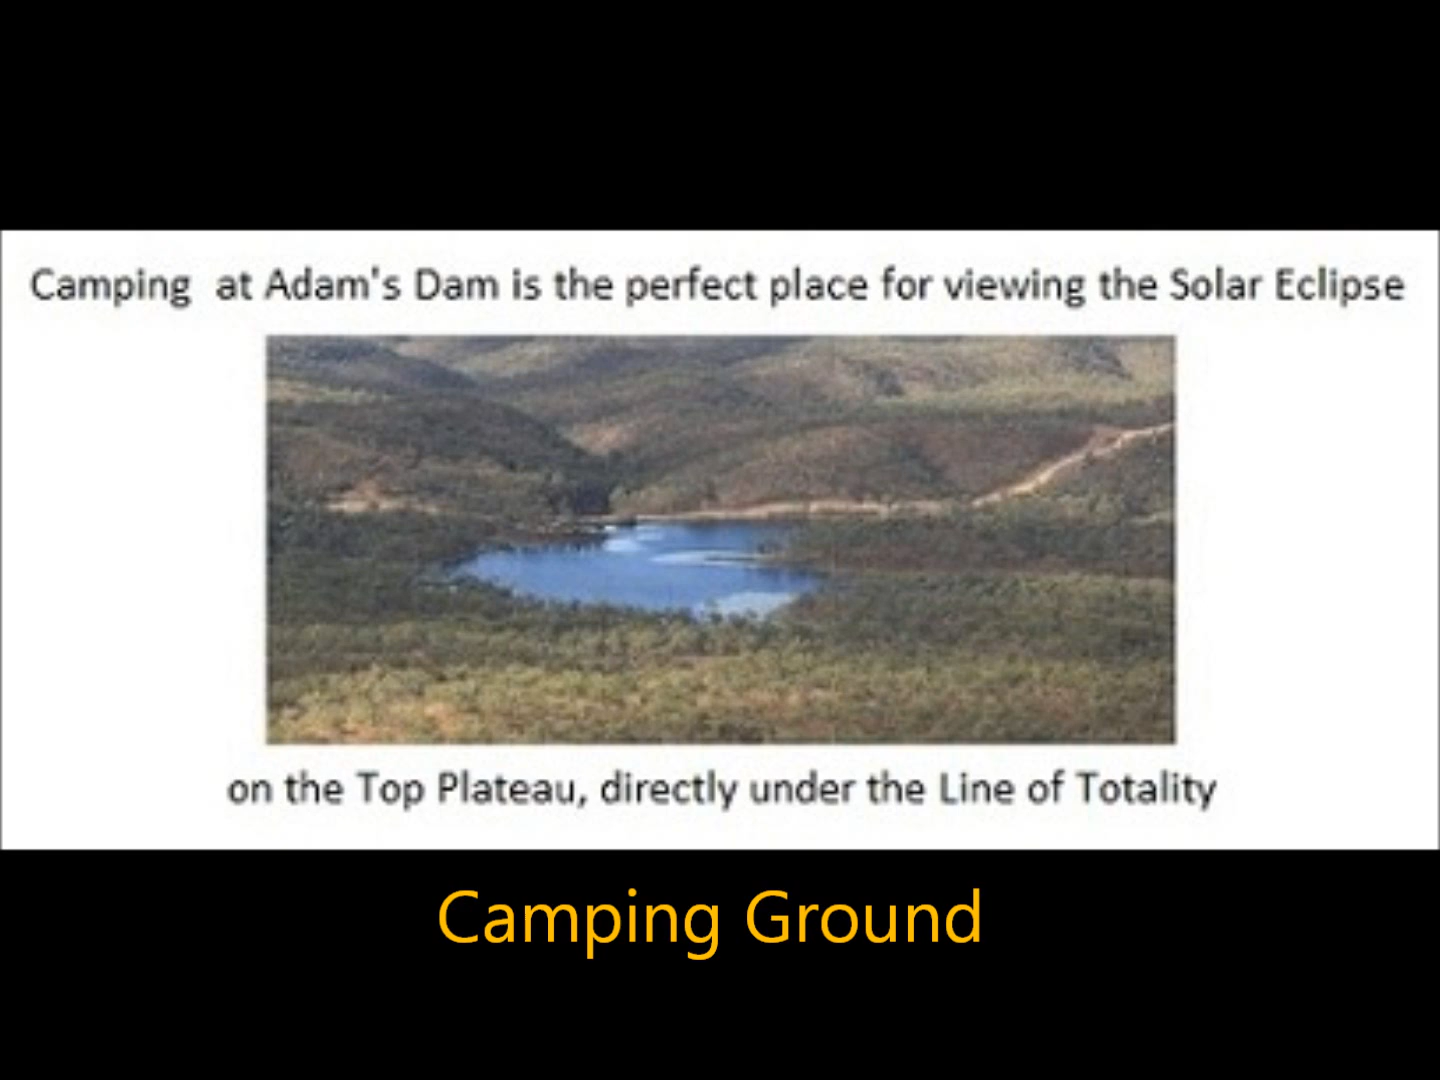 Camping at Adam's Dam is the perfect place for viewing the Solar Eclipse
on the Top Plateau, directly under the Line of Totality
Camping Ground